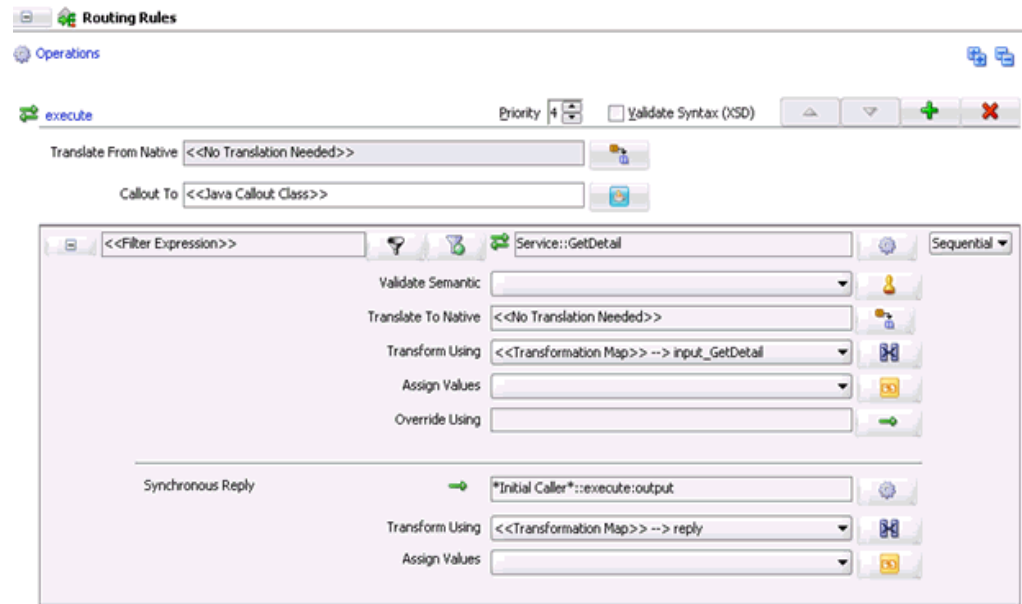 Routing Rules
Operations
execute
Priority 4 Validate Syntax (XSD)
Translate From Native <<No Translation Needed>>
Callout To <<Java Callout Class>>
<<Filter Expression>> Service::GetDetail Sequential
Validate Semantic
Translate To Native <<No Translation Needed>>
Transform Using <<Transformation Map>> --> input_GetDetail
Assign Values
Override Using
Synchronous Reply *Initial Caller*::execute:output
Transform Using <<Transformation Map>> --> reply
Assign Values